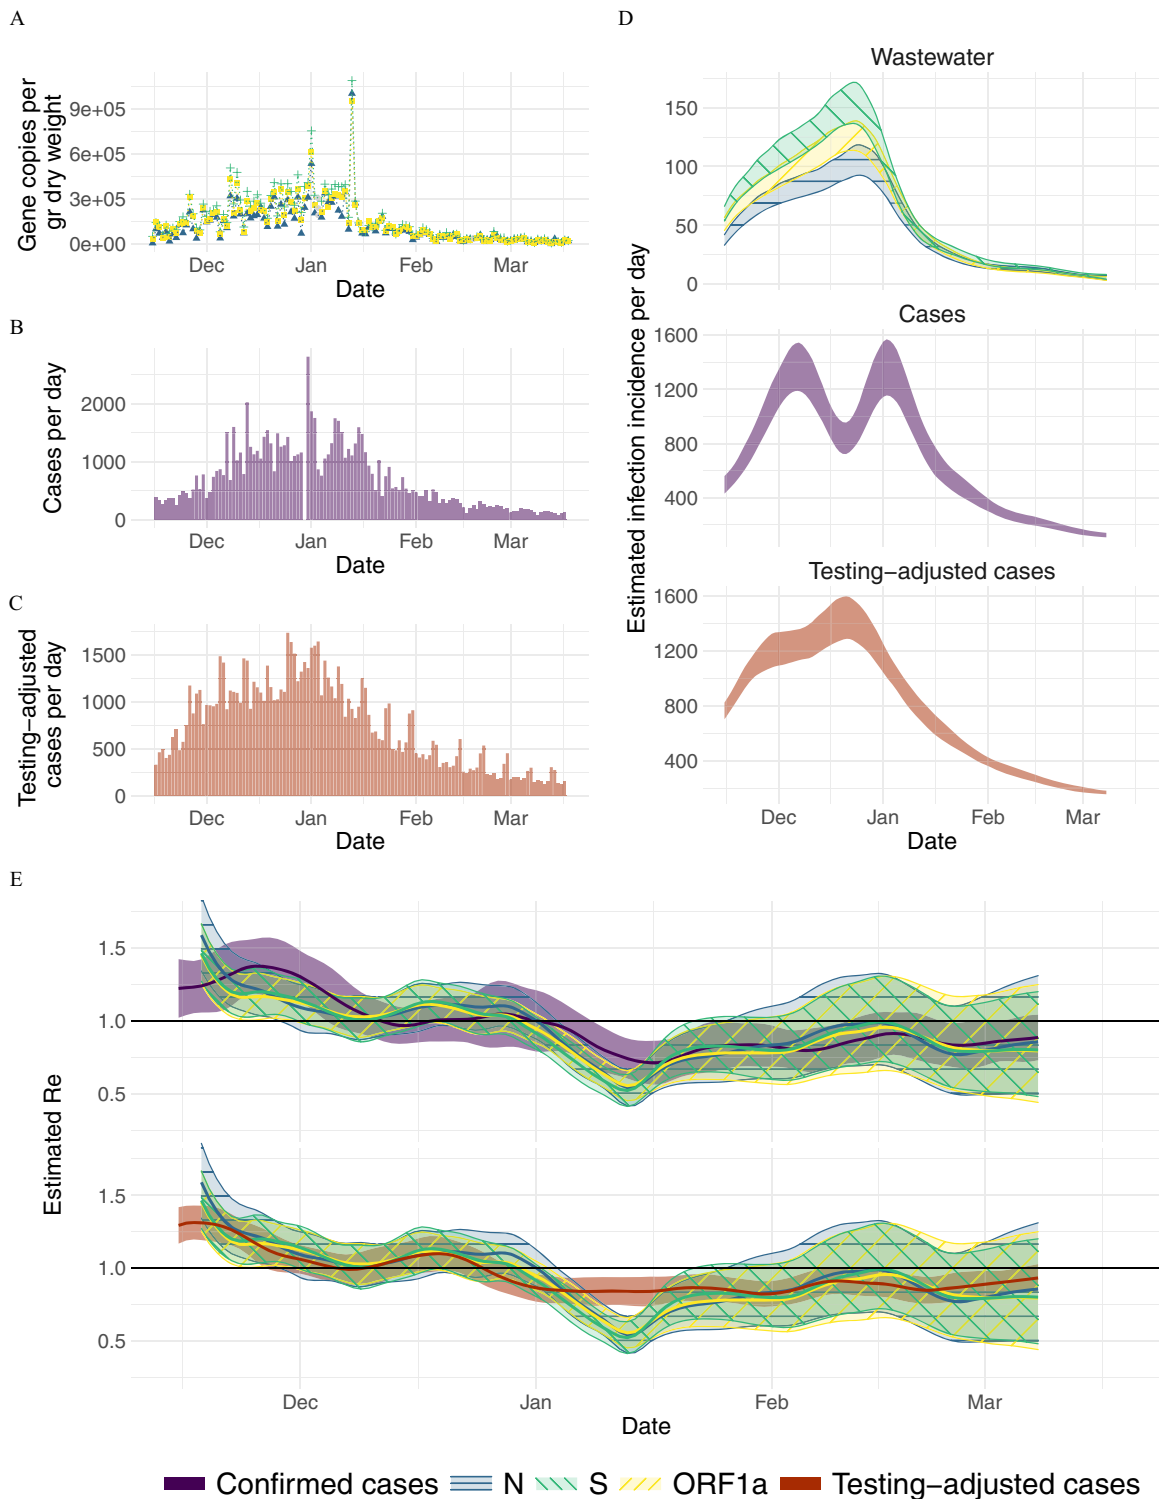 A
Gene copies per
gr dry weight
9e+05
6e+05
3e+05
0e+00
Dec Jan Feb Mar
Date
B
Cases per day
2000
1000
0
Dec Jan Feb Mar
Date
C
Testing−adjusted
cases per day
1500
1000
500
0
Dec Jan Feb Mar
Date
D
Estimated infection incidence per day
Wastewater
150
100
50
0
Cases
1600
1200
800
400
Testing−adjusted cases
1600
1200
800
400
Dec Jan Feb Mar
Date
E
Estimated Re
1.5
1.0
0.5
1.5
1.0
0.5
Dec Jan Feb Mar
Date
Confirmed cases N S ORF1a Testing−adjusted cases